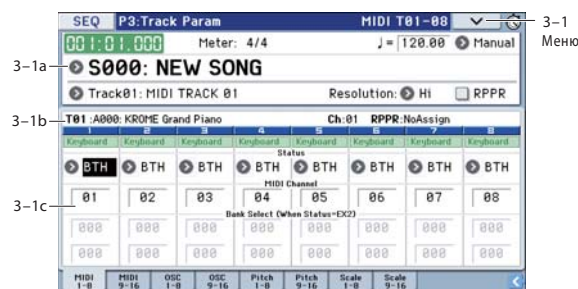 SEQ P3:Track Param MIDI T01-08
3-1
Меню
001:01.000 Meter: 4/4 ♩= 120.00 Manual
3-1a
S000: NEW SONG
Track01: MIDI TRACK 01 Resolution: Hi RPPR
3-1b
T01 :A000: KROME Grand Piano Ch:01 RPPR:NoAssign
1 2 3 4 5 6 7 8
Keyboard Keyboard Keyboard Keyboard Keyboard Keyboard Keyboard Keyboard
Status
BTH BTH BTH BTH BTH BTH BTH BTH
MIDI Channel
3-1c
01 02 03 04 05 06 07 08
Bank Select (When Status=EX2)
000 000 000 000 000 000 000 000
000 000 000 000 000 000 000 000
MIDI 1-8 MIDI 9-16 OSC 1-8 OSC 9-16 Pitch 1-8 Pitch 9-16 Scale 1-8 Scale 9-16